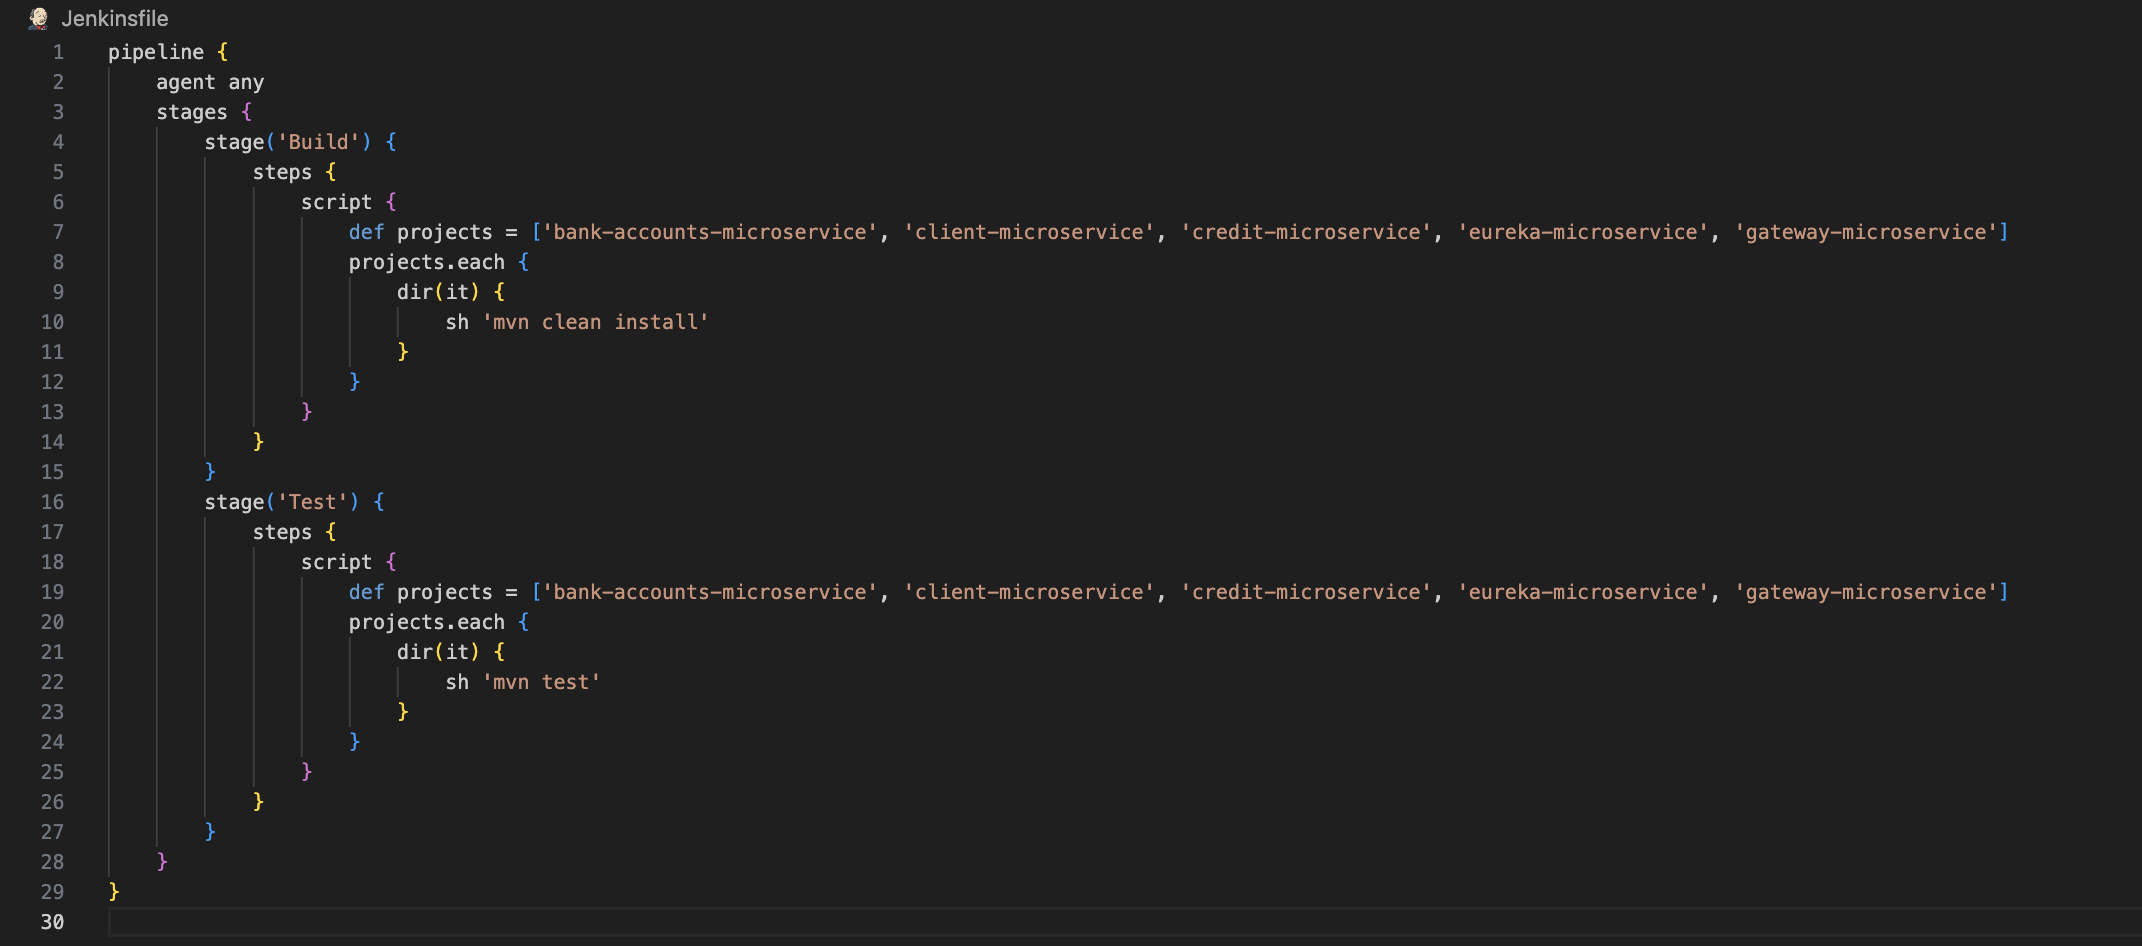 Jenkinsfile
1 pipeline {
2     agent any
3     stages {
4         stage('Build') {
5             steps {
6                 script {
7                     def projects = ['bank-accounts-microservice', 'client-microservice', 'credit-microservice', 'eureka-microservice', 'gateway-microservice']
8                     projects.each {
9                         dir(it) {
10                             sh 'mvn clean install'
11                         }
12                     }
13                 }
14             }
15         }
16         stage('Test') {
17             steps {
18                 script {
19                     def projects = ['bank-accounts-microservice', 'client-microservice', 'credit-microservice', 'eureka-microservice', 'gateway-microservice']
20                     projects.each {
21                         dir(it) {
22                             sh 'mvn test'
23                         }
24                     }
25                 }
26             }
27         }
28     }
29 }
30